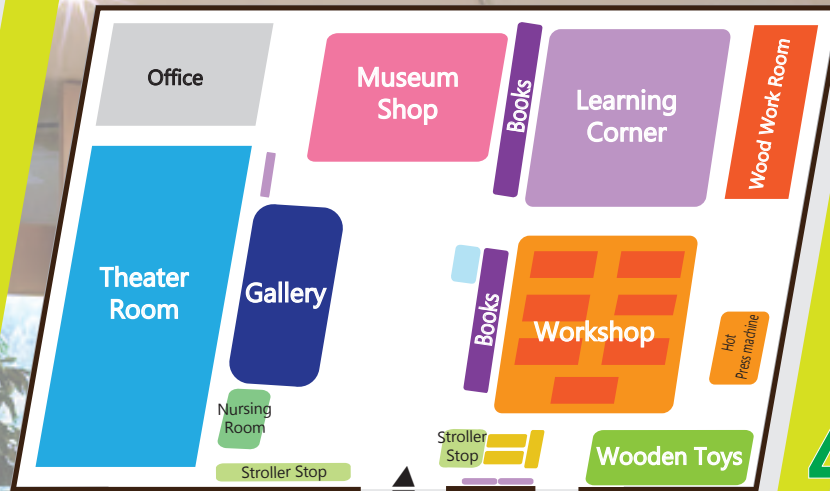 Office
Museum
Shop
Books
Learning
Corner
Wood Work Room
Theater
Room
Gallery
Books
Workshop
Hot
Press machine
Nursing
Room
Stroller Stop
Stroller
Stop
Wooden Toys